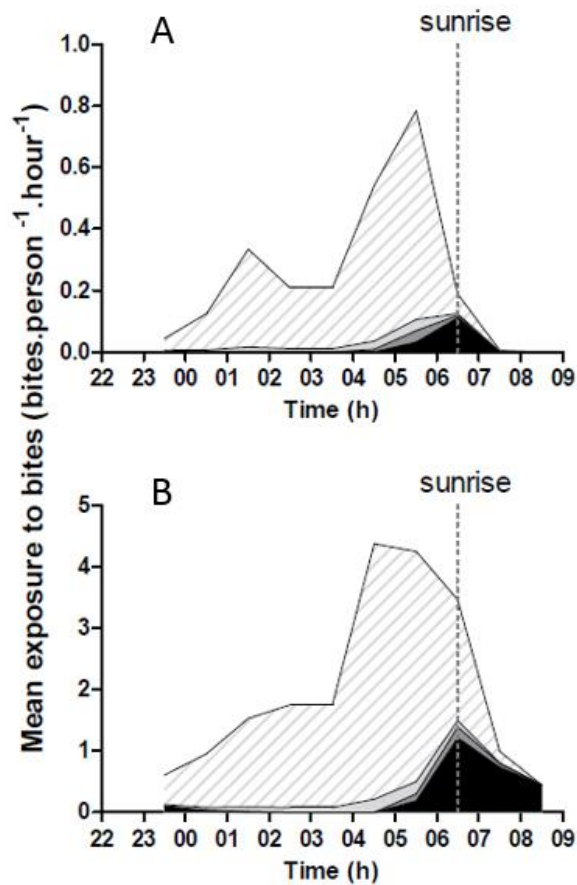 Mean exposure to bites (bites.person⁻¹.hour⁻¹)
A
sunrise
1.0
0.8
0.6
0.4
0.2
0.0
22 23 00 01 02 03 04 05 06 07 08 09
Time (h)
B
sunrise
5
4
3
2
1
0
22 23 00 01 02 03 04 05 06 07 08 09
Time (h)